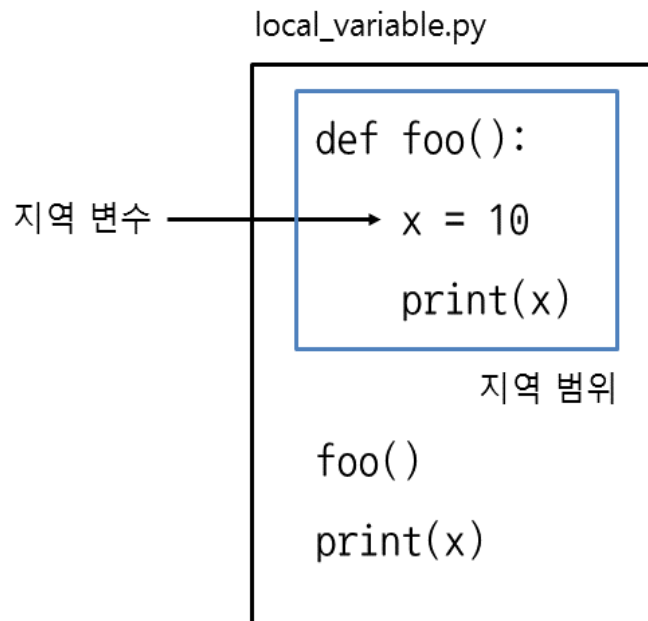 local_variable.py
def foo():
지역 변수 x = 10
print(x)
지역 범위
foo()
print(x)